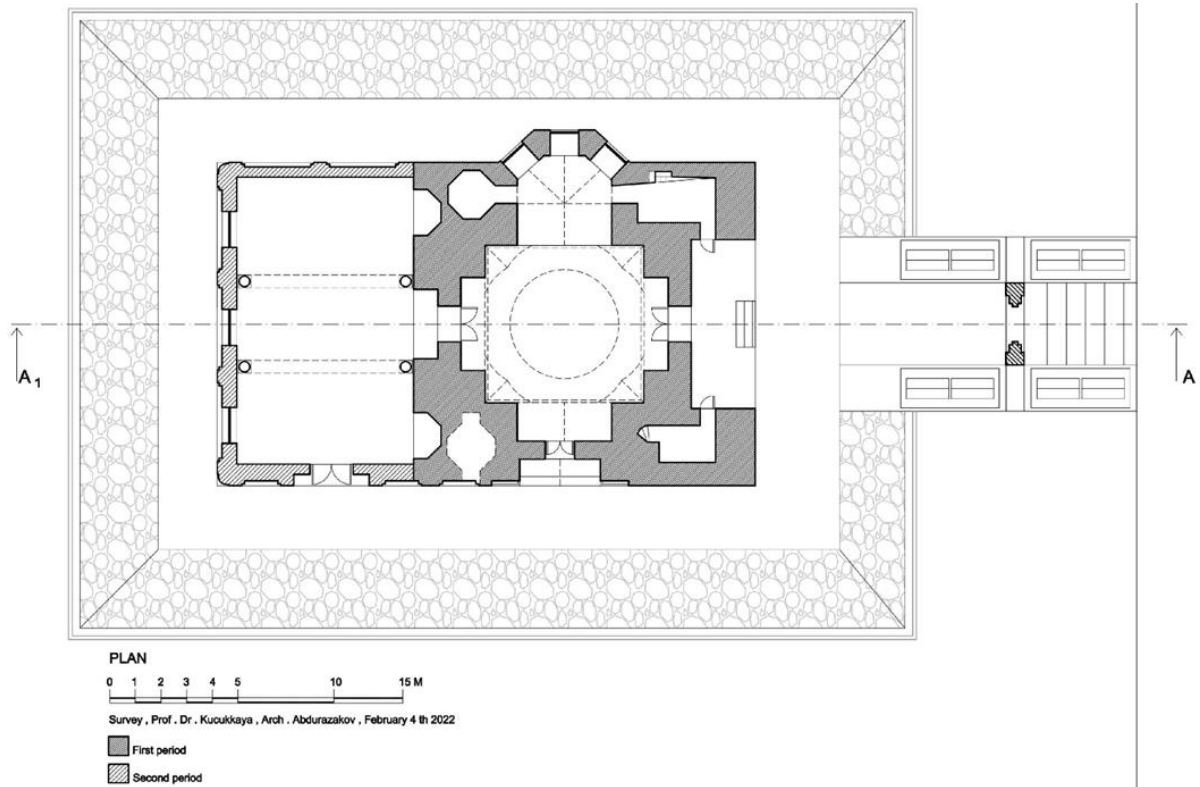 A₁
A
PLAN
0 1 2 3 4 5 10 15 M
Survey , Prof . Dr . Kucukkaya , Arch . Abdurazakov , February 4 th 2022
First period
Second period